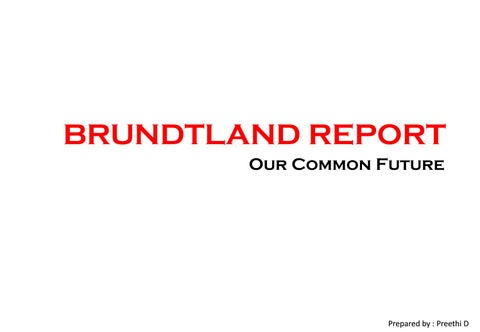 BRUNDTLAND REPORT
Our Common Future
Prepared by : Preethi D